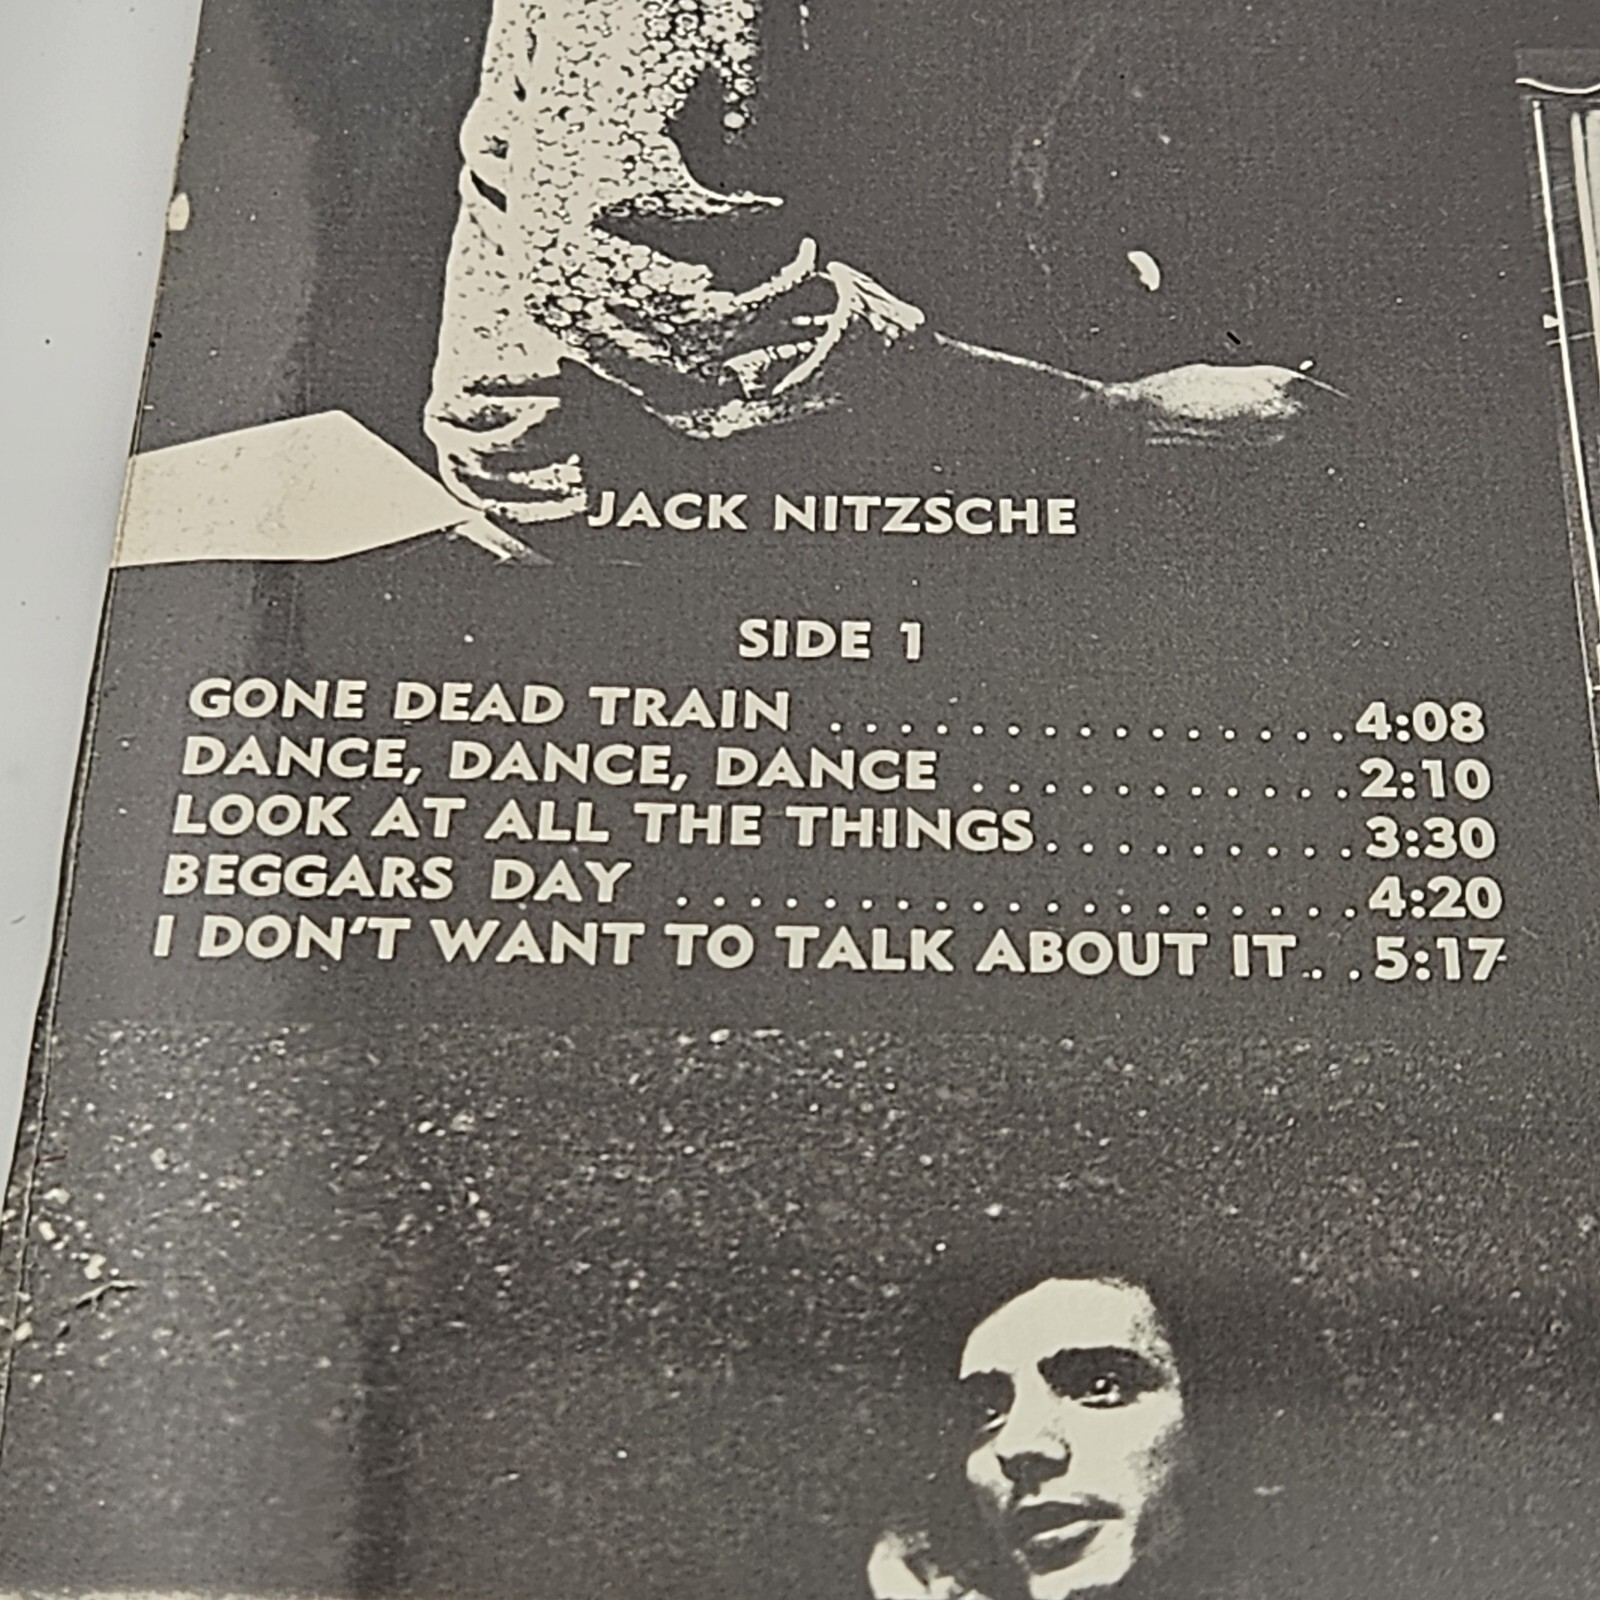 JACK NITZSCHE
SIDE 1
GONE DEAD TRAIN ...............4:08
DANCE, DANCE, DANCE ...........2:10
LOOK AT ALL THE THINGS.........3:30
BEGGARS DAY ...................4:20
I DON'T WANT TO TALK ABOUT IT...5:17